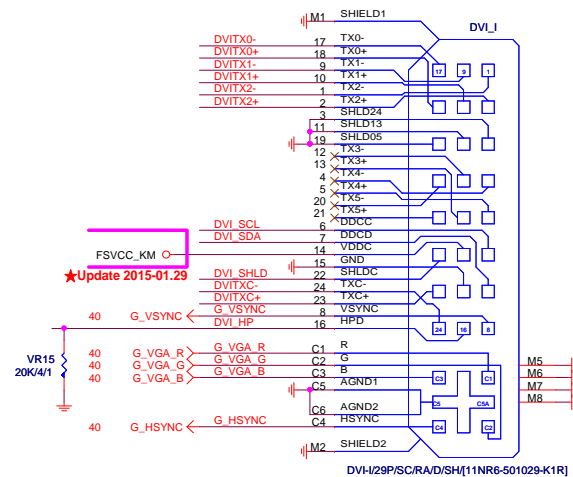 M1 SHIELD1
DVI_I
DVITX0- 17 TX0-
DVITX0+ 18 TX0+
DVITX1- 9 TX1-
DVITX1+ 10 TX1+
DVITX2- 1 TX2-
DVITX2+ 2 TX2+
3 SHLD24
11 SHLD13
19 SHLD05
12 TX3-
13 TX3+
4 TX4-
5 TX4+
20 TX5-
21 TX5+
DVI_SCL 6 DDCC
DVI_SDA 7 DDCD
FSVCC_KM 14 VDDC
15 GND
★Update 2015-01.29
DVI_SHLD 22 SHLDC
DVITXC- 24 TXC-
DVITXC+ 23 TXC+
40 G_VSYNC G_VSYNC 8 VSYNC
DVI_HP 16 HPD
17 9 1
24 16 8
VR15
20K/4/1
40 G_VGA_R G_VGA_R C1 R
40 G_VGA_G G_VGA_G C2 G
40 G_VGA_B G_VGA_B C3 B
C5 AGND1
C6 AGND2
40 G_HSYNC G_HSYNC C4 HSYNC
M2 SHIELD2
C3 C1
C5 C5A
C4 C2
M5
M6
M7
M8
DVI-I/29P/SC/RA/D/SH/[11NR6-501029-K1R]